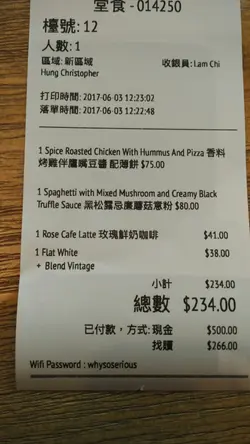 堂食 - 014250
檯號: 12
人數: 1
區域: 新區域 收銀員: Lam Chi
Hung Christopher
打印時間: 2017-06-03 12:23:02
落單時間: 2017-06-03 12:22:48
1 Spice Roasted Chicken With Hummus And Pizza 香料
烤雞伴鷹嘴豆醬 配薄餅 $75.00
1 Spaghetti with Mixed Mushroom and Creamy Black
Truffle Sauce 黑松露忌廉蘑菇意粉 $80.00
1 Rose Cafe Latte 玫瑰鮮奶咖啡 $41.00
1 Flat White $38.00
+ Blend Vintage
小計 $234.00
總數 $234.00
已付款，方式: 現金 $500.00
找贖 $266.00
Wifi Password : whysoserious